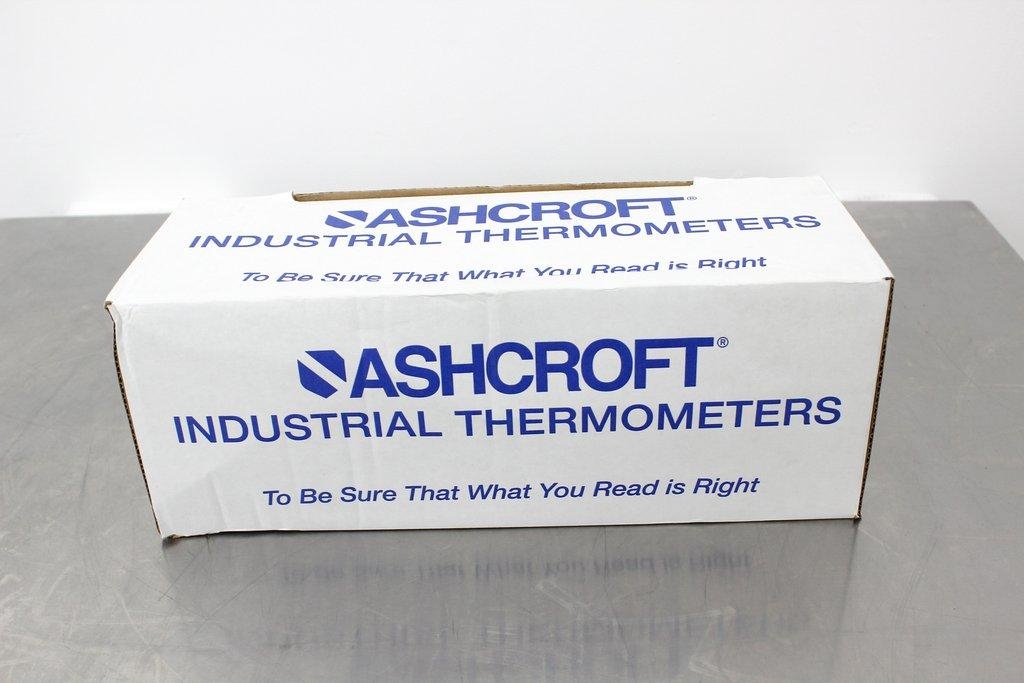 ASHCROFT®
INDUSTRIAL THERMOMETERS
To Be Sure That What You Read is Right
ASHCROFT®
INDUSTRIAL THERMOMETERS
To Be Sure That What You Read is Right